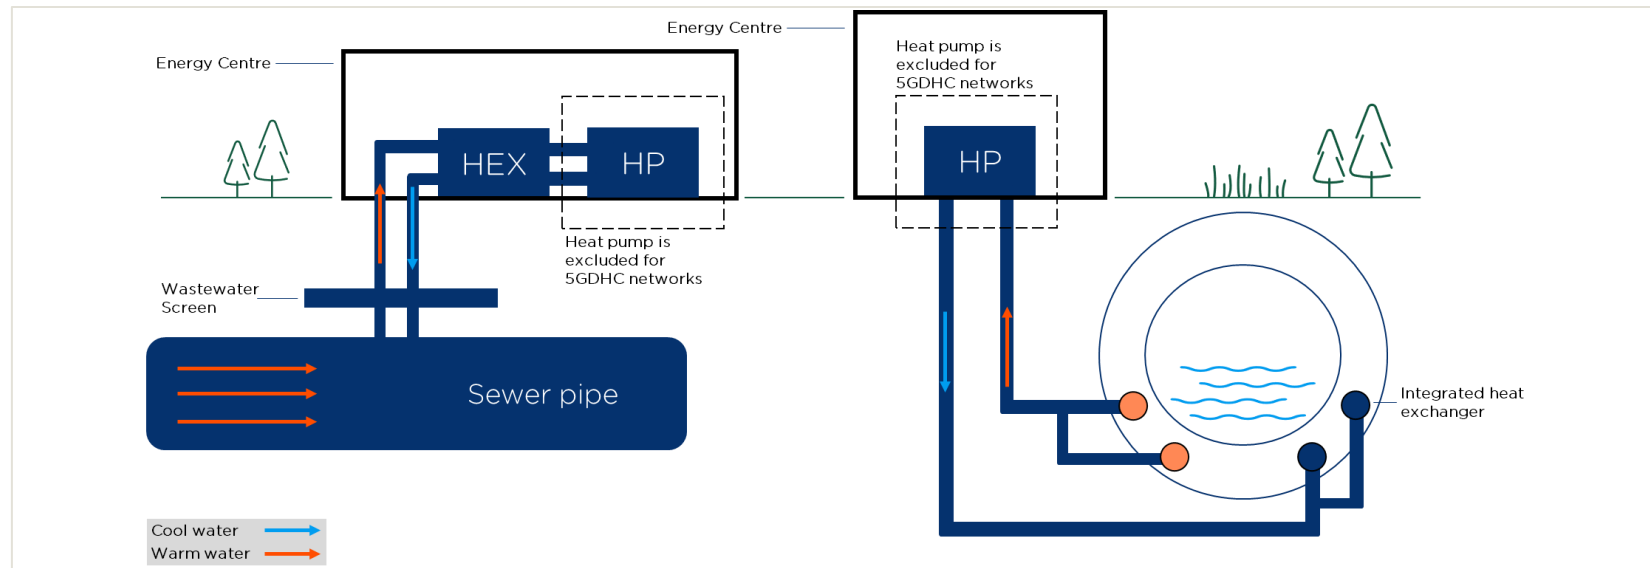 Energy Centre
Energy Centre
Heat pump is
excluded for
5GDHC networks
HEX
HP
HP
Heat pump is
excluded for
5GDHC networks
Wastewater
Screen
Sewer pipe
Integrated heat
exchanger
Cool water
Warm water